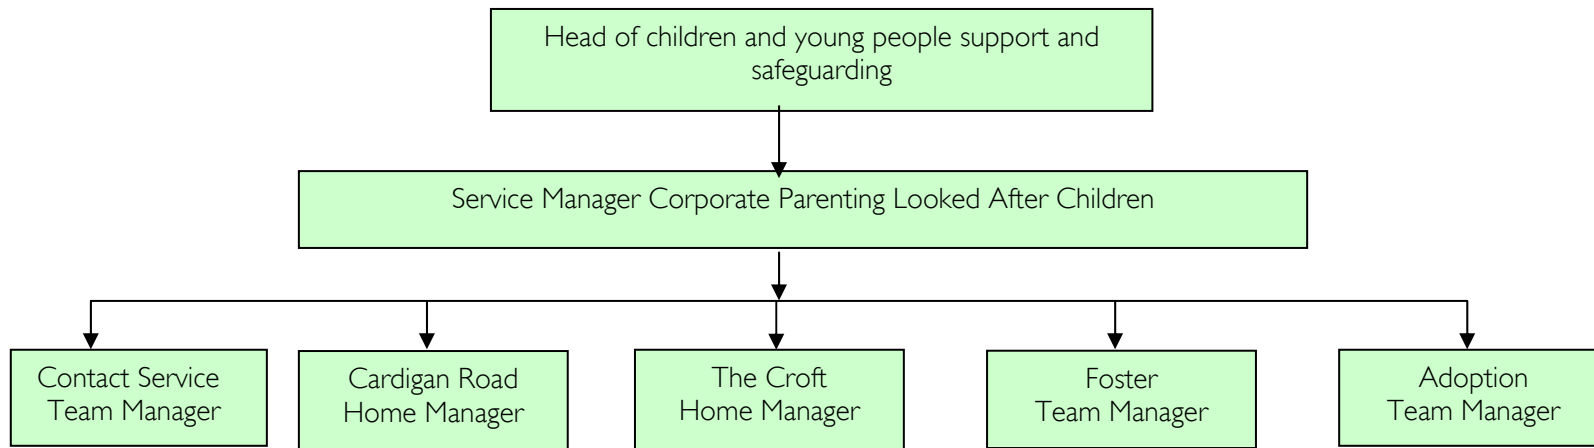 Head of children and young people support and
safeguarding
Service Manager Corporate Parenting Looked After Children
Contact Service
Team Manager
Cardigan Road
Home Manager
The Croft
Home Manager
Foster
Team Manager
Adoption
Team Manager